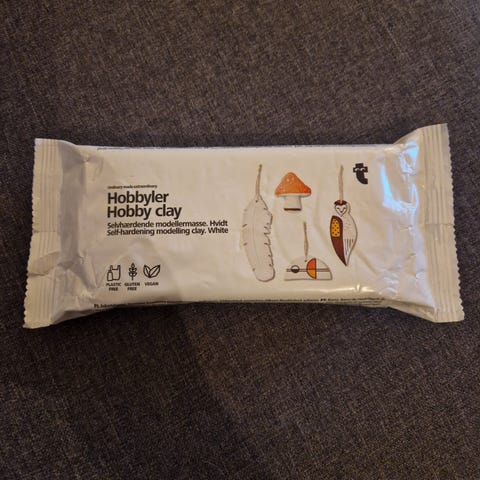 ordinary made extraordinary
Hobbyler
Hobby clay
Selvhærdende modellermasse. Hvidt
Self-hardening modelling clay. White
t
PLASTIC FREE
GLUTEN FREE
VEGAN